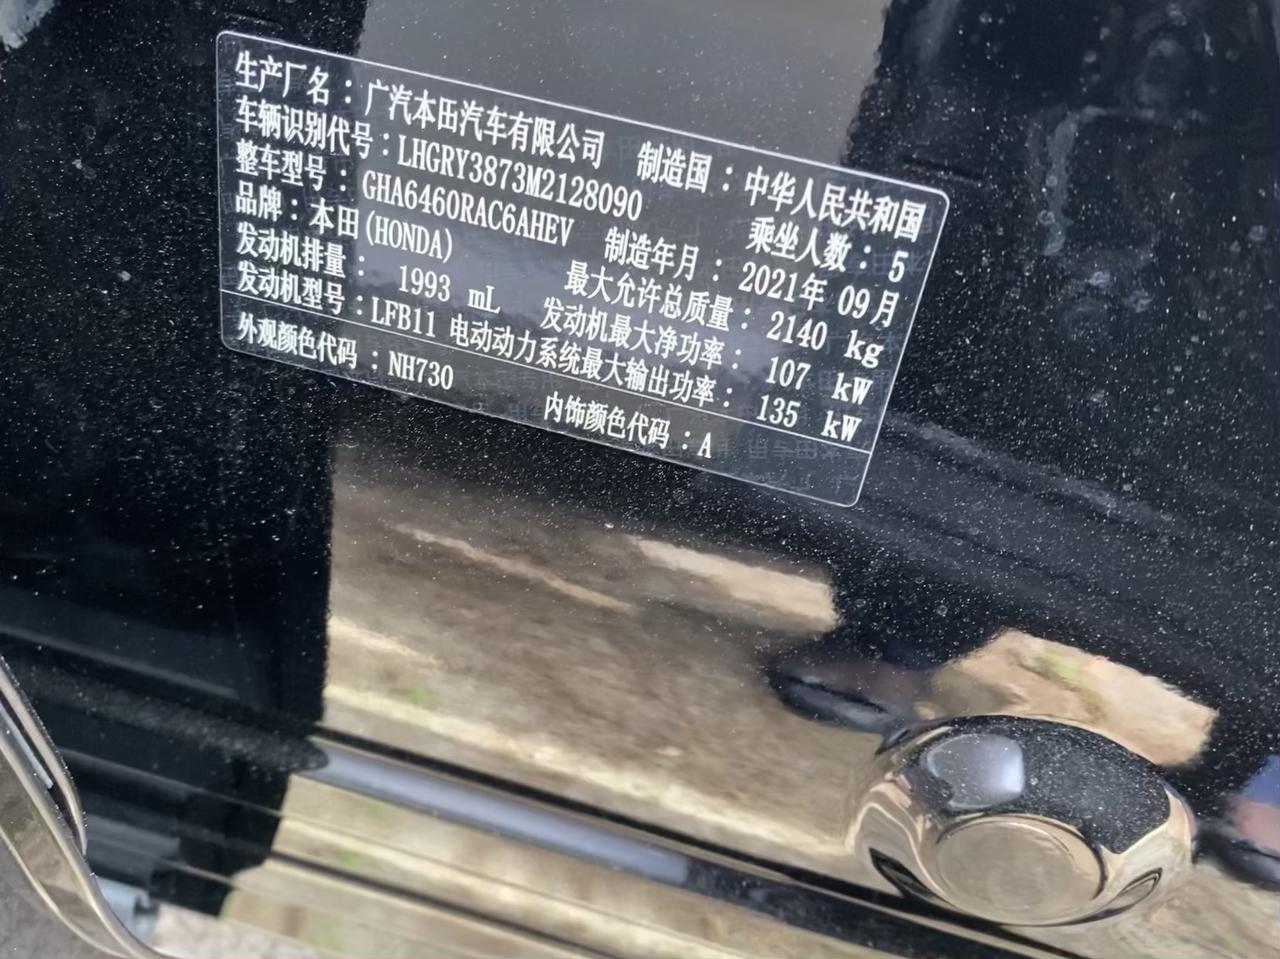 生产厂名：广汽本田汽车有限公司 制造国：中华人民共和国
车辆识别代号：LHGRY3873M2128090 乘坐人数：5
整车型号：GHA6460RAC6AHEV 制造年月：2021年 09月
品牌：本田(HONDA) 最大允许总质量：2140 kg
发动机排量： 1993 mL 发动机最大净功率： 107 kW
发动机型号：LFB11 电动动力系统最大输出功率： 135 kW
外观颜色代码：NH730 内饰颜色代码：A